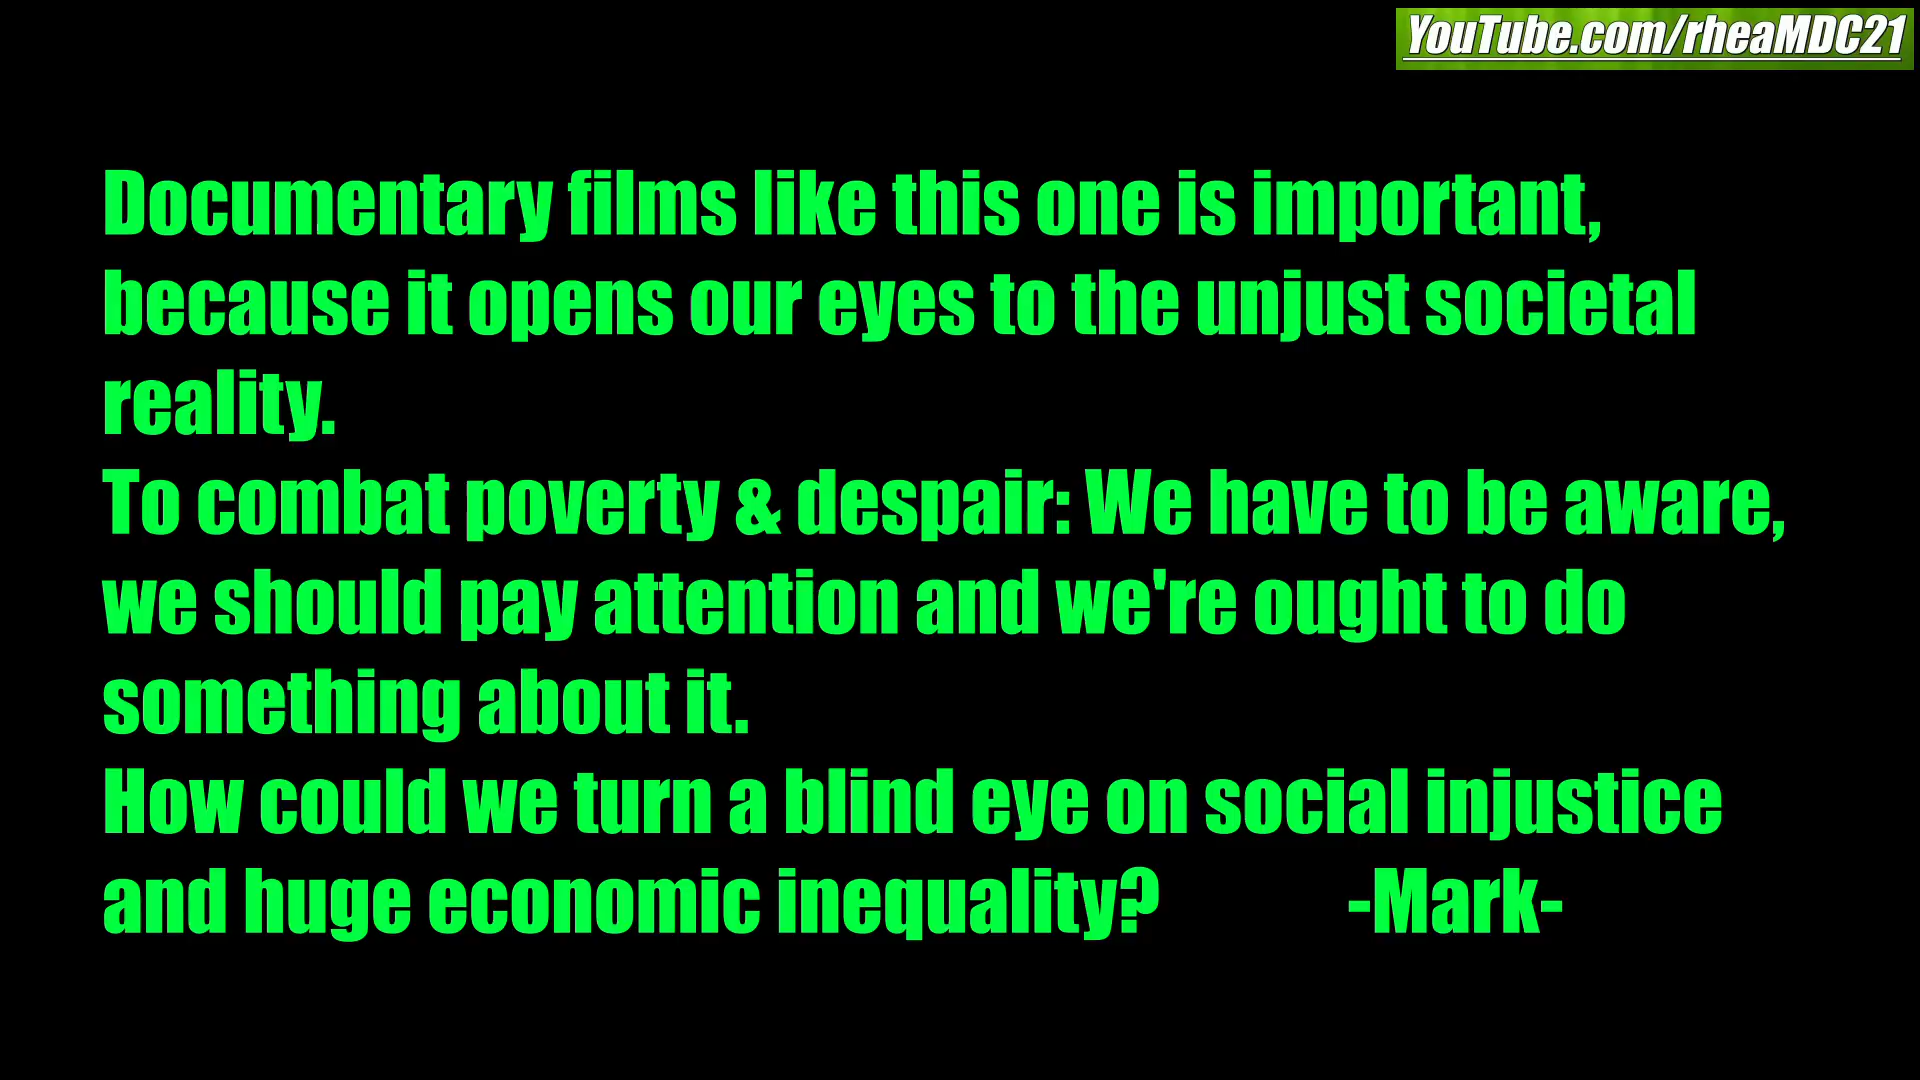 YouTube.com/rheaMDC21
Documentary films like this one is important,
because it opens our eyes to the unjust societal
reality.
To combat poverty & despair: We have to be aware,
we should pay attention and we're ought to do
something about it.
How could we turn a blind eye on social injustice
and huge economic inequality? -Mark-